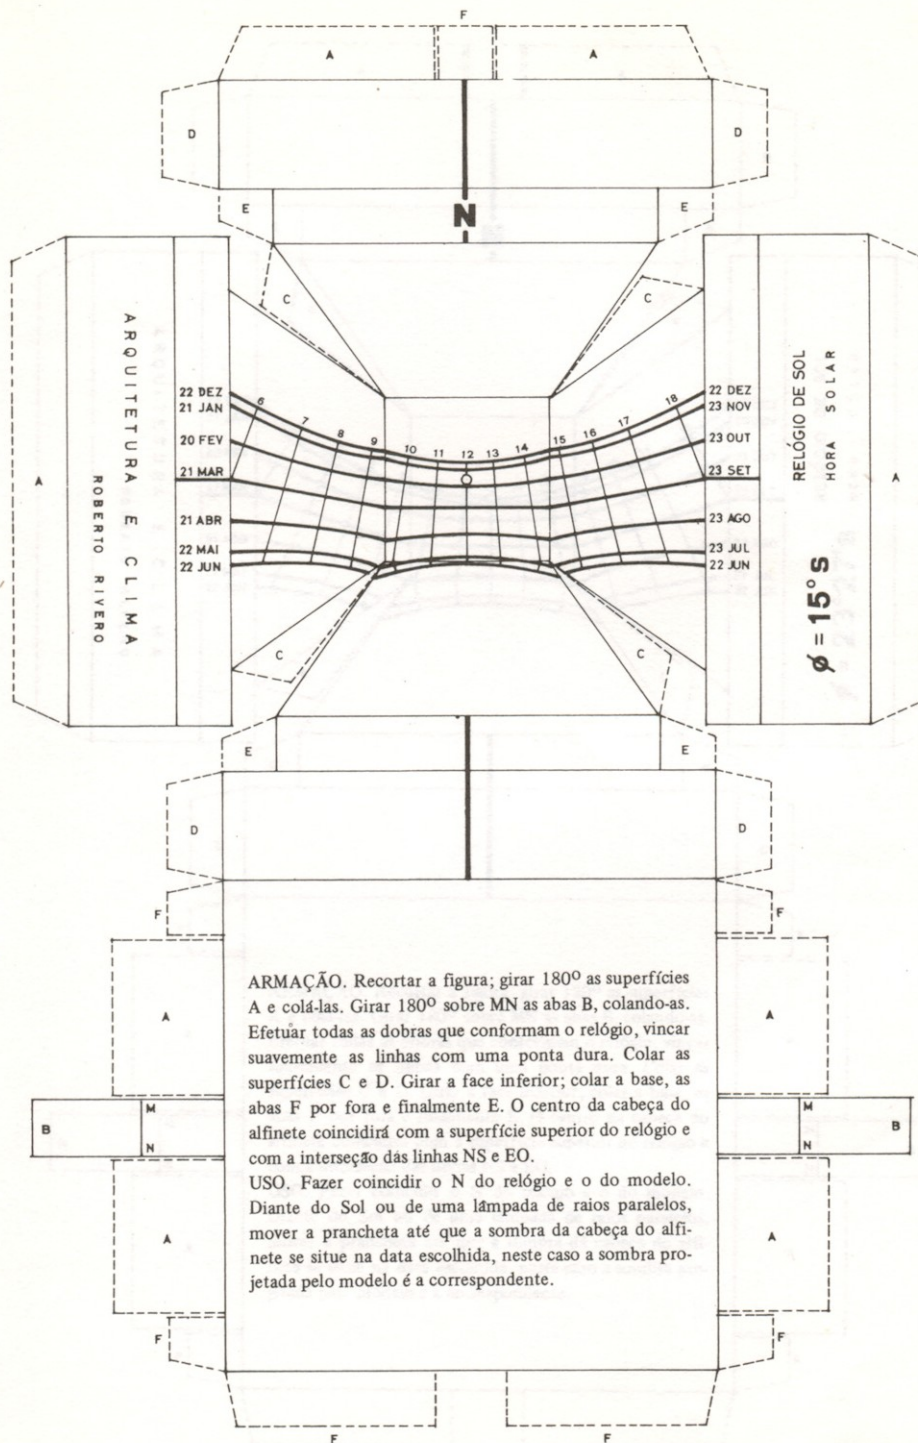 F
A
A
D
D
E
N
E
C
C
ARQUITETURA E CLIMA
ROBERTO RIVERO
A
22 DEZ
21 JAN
20 FEV
21 MAR
21 ABR
22 MAI
22 JUN
6
7
8
9
10
11
12
13
14
15
16
17
18
22 DEZ
23 NOV
23 OUT
23 SET
23 AGO
23 JUL
22 JUN
RELÓGIO DE SOL
HORA SOLAR
ø = 15° S
A
C
C
E
E
D
D
F
F
A
A
ARMAÇÃO. Recortar a figura; girar 180º as superfícies
A e colá-las. Girar 180º sobre MN as abas B, colando-as.
Efetuar todas as dobras que conformam o relógio, vincar
suavemente as linhas com uma ponta dura. Colar as
superfícies C e D. Girar a face inferior; colar a base, as
abas F por fora e finalmente E. O centro da cabeça do
alfinete coincidirá com a superfície superior do relógio e
com a interseção dás linhas NS e EO.
USO. Fazer coincidir o N do relógio e o do modelo.
Diante do Sol ou de uma lâmpada de raios paralelos,
mover a prancheta até que a sombra da cabeça do alfi-
nete se situe na data escolhida, neste caso a sombra pro-
jetada pelo modelo é a correspondente.
B
M
N
M
N
B
A
A
F
F
F
F